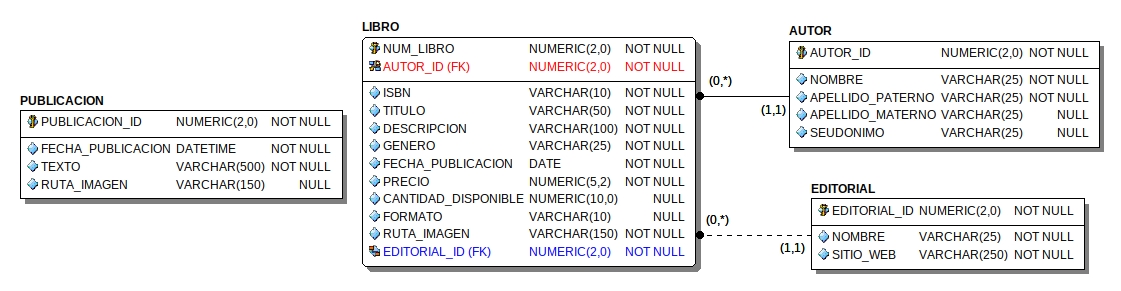 PUBLICACION
PUBLICACION_ID NUMERIC(2,0) NOT NULL
FECHA_PUBLICACION DATETIME NOT NULL
TEXTO VARCHAR(500) NOT NULL
RUTA_IMAGEN VARCHAR(150) NULL
LIBRO
NUM_LIBRO NUMERIC(2,0) NOT NULL
AUTOR_ID (FK) NUMERIC(2,0) NOT NULL
ISBN VARCHAR(10) NOT NULL
TITULO VARCHAR(50) NOT NULL
DESCRIPCION VARCHAR(100) NOT NULL
GENERO VARCHAR(25) NOT NULL
FECHA_PUBLICACION DATE NOT NULL
PRECIO NUMERIC(5,2) NOT NULL
CANTIDAD_DISPONIBLE NUMERIC(10,0) NULL
FORMATO VARCHAR(10) NULL
RUTA_IMAGEN VARCHAR(150) NOT NULL
EDITORIAL_ID (FK) NUMERIC(2,0) NOT NULL
(0,*)
(1,1)
(0,*)
(1,1)
AUTOR
AUTOR_ID NUMERIC(2,0) NOT NULL
NOMBRE VARCHAR(25) NOT NULL
APELLIDO_PATERNO VARCHAR(25) NOT NULL
APELLIDO_MATERNO VARCHAR(25) NULL
SEUDONIMO VARCHAR(25) NULL
EDITORIAL
EDITORIAL_ID NUMERIC(2,0) NOT NULL
NOMBRE VARCHAR(25) NOT NULL
SITIO_WEB VARCHAR(250) NOT NULL